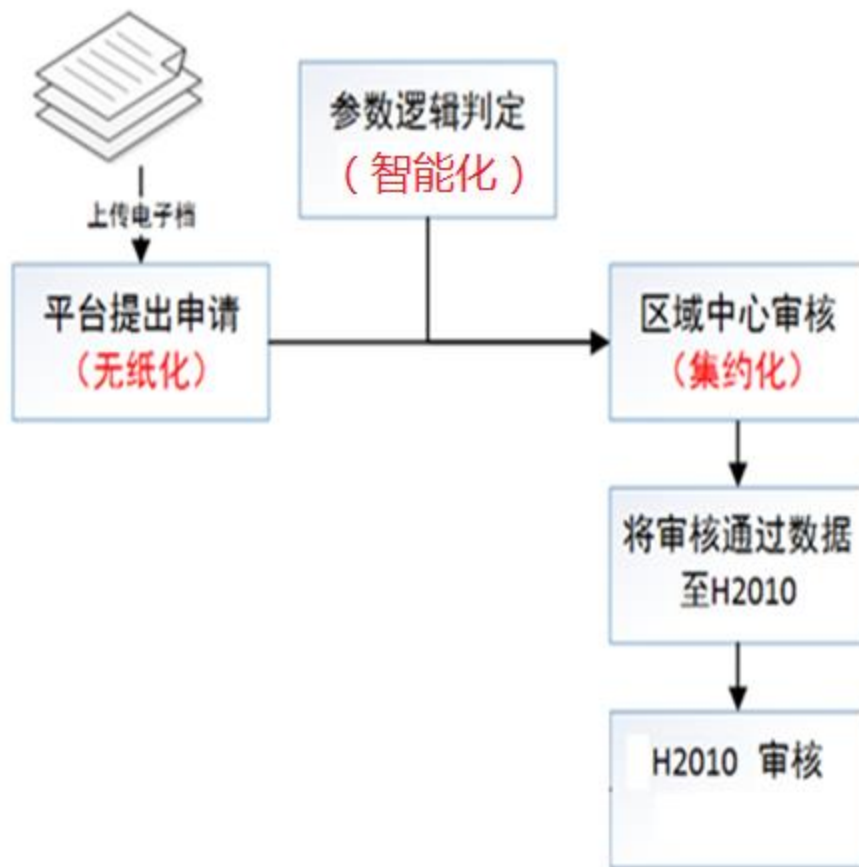 上传电子档
参数逻辑判定
（智能化）
平台提出申请
（无纸化）
区域中心审核
（集约化）
将审核通过数据
至H2010
H2010 审核